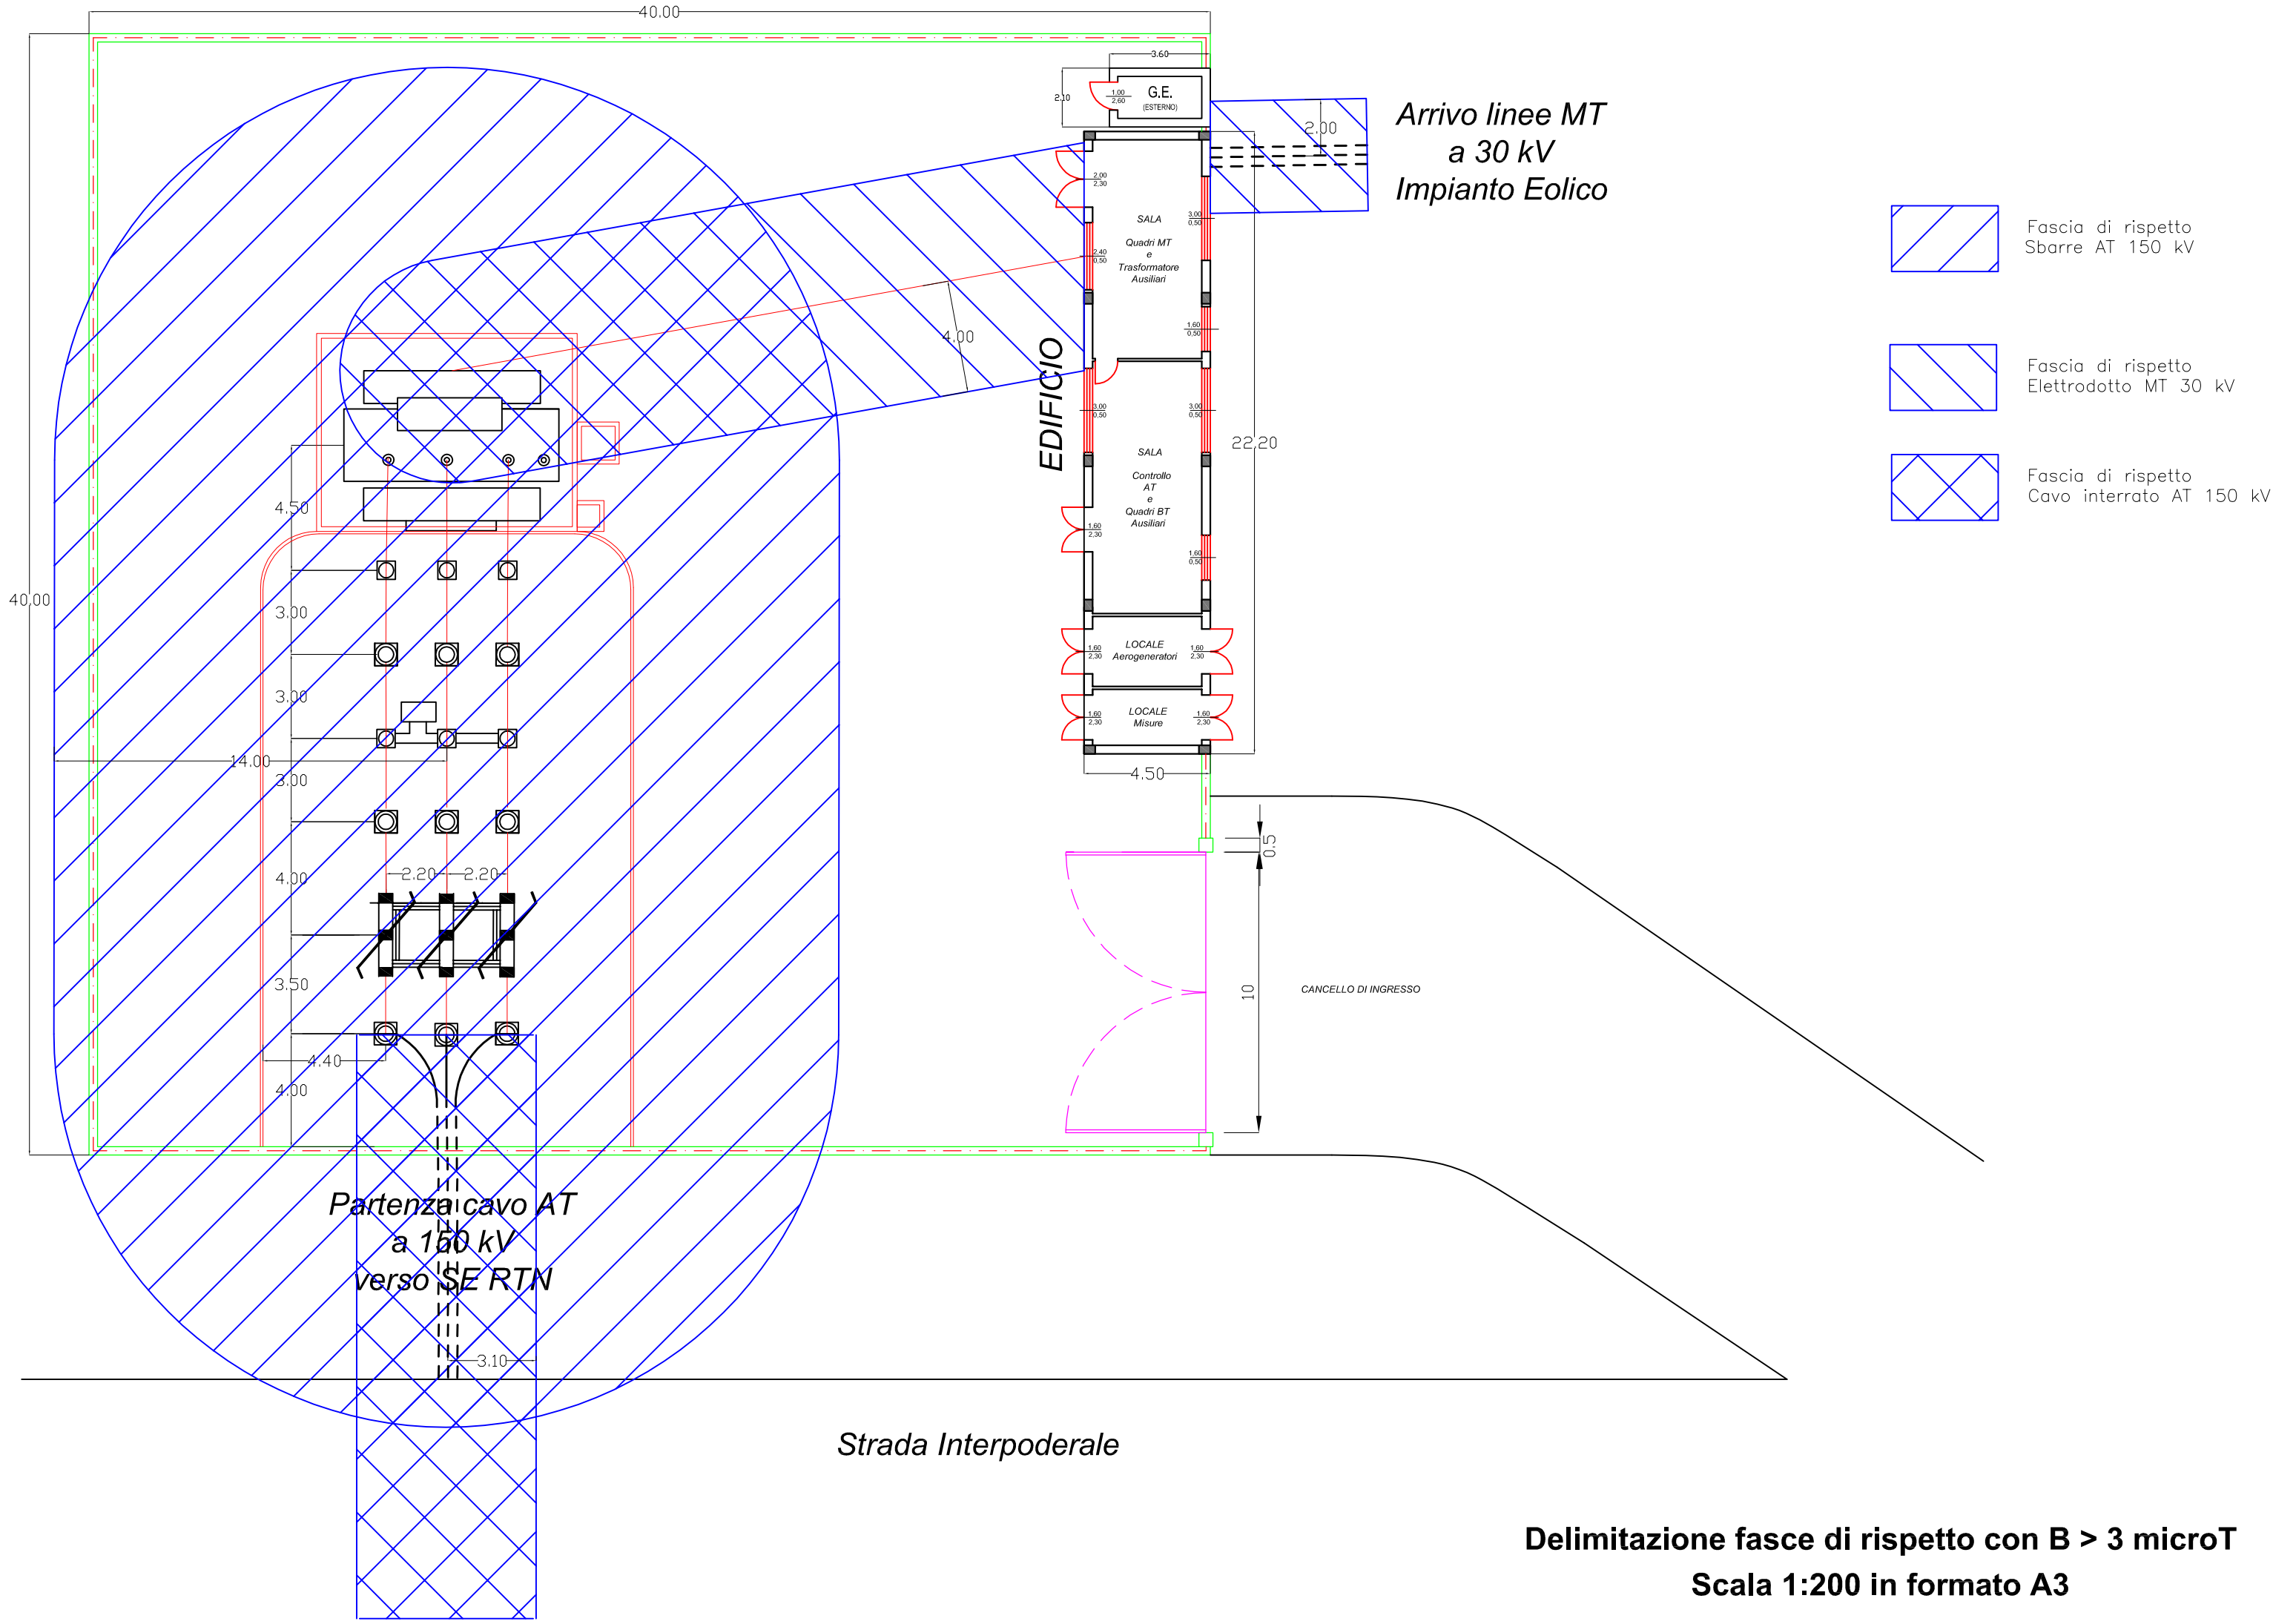 40.00
3.60
2.10
1,00
2,60
G.E.
(ESTERNO)
Arrivo linee MT
a 30 kV
Impianto Eolico
2.00
2,00
2,30
3,00
0,50
SALA
Quadri MT
e
Trasformatore
Ausiliari
2,40
0,50
1,60
0,50
4.00
EDIFICIO
3,00
0,50
3,00
0,50
22.20
SALA
Controllo
AT
e
Quadri BT
Ausiliari
1,60
2,30
1,60
0,50
LOCALE
Aerogeneratori
1,60
2,30
1,60
2,30
LOCALE
Misure
1,60
2,30
1,60
2,30
4.50
Fascia di rispetto
Sbarre AT 150 kV
Fascia di rispetto
Elettrodotto MT 30 kV
Fascia di rispetto
Cavo interrato AT 150 kV
40.00
4.50
3.00
3.00
14.00
3.00
4.00
2.20
2.20
3.50
4.40
4.00
0.5
10
CANCELLO DI INGRESSO
Partenza cavo AT
a 150 kV
verso SE RTN
3.10
Strada Interpoderale
Delimitazione fasce di rispetto con B > 3 microT
Scala 1:200 in formato A3